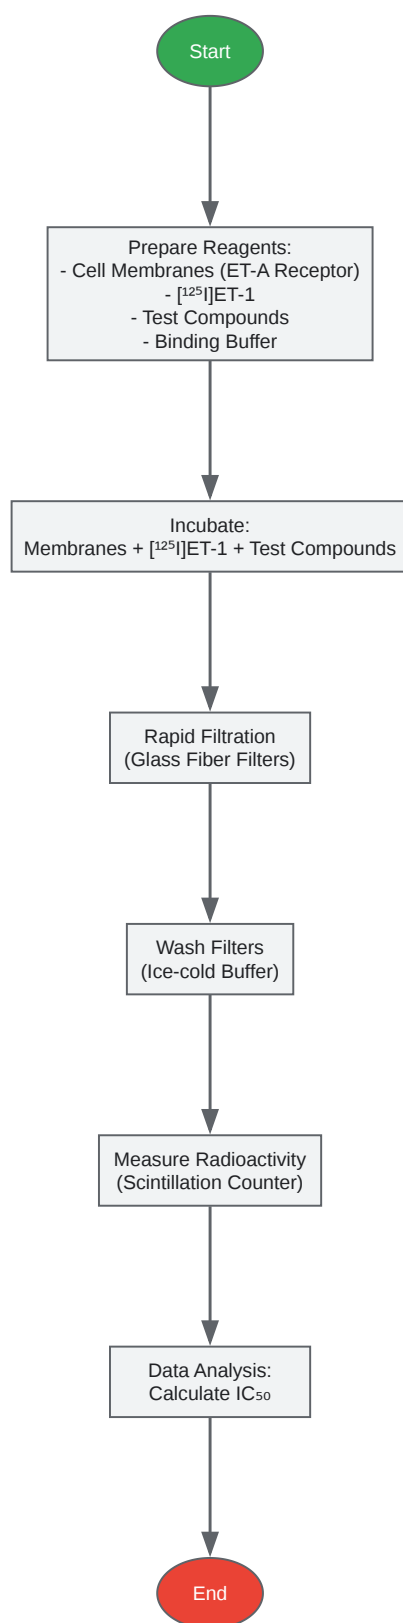 Start
Prepare Reagents:
- Cell Membranes (ET-A Receptor)
- [¹²⁵I]ET-1
- Test Compounds
- Binding Buffer
Incubate:
Membranes + [¹²⁵I]ET-1 + Test Compounds
Rapid Filtration
(Glass Fiber Filters)
Wash Filters
(Ice-cold Buffer)
Measure Radioactivity
(Scintillation Counter)
Data Analysis:
Calculate IC₅₀
End